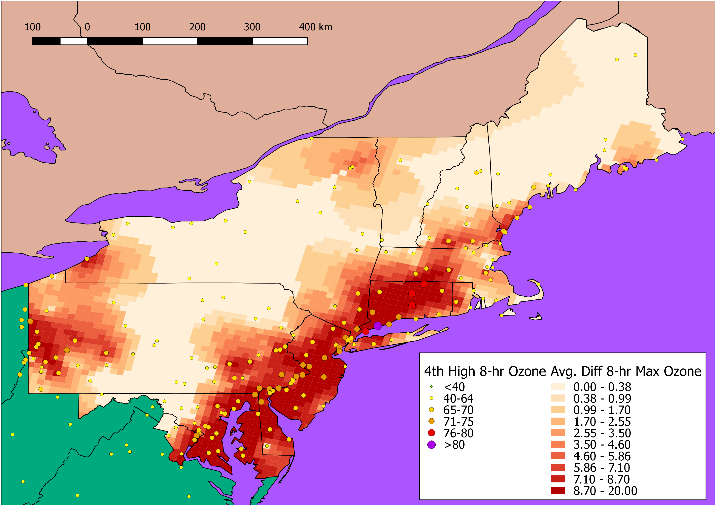 100 0 100 200 300 400 km
4th High 8-hr Ozone Avg. Diff 8-hr Max Ozone
<40 0.00 - 0.38
40-64 0.38 - 0.99
65-70 0.99 - 1.70
71-75 1.70 - 2.55
76-80 2.55 - 3.50
>80 3.50 - 4.60
4.60 - 5.86
5.86 - 7.10
7.10 - 8.70
8.70 - 20.00